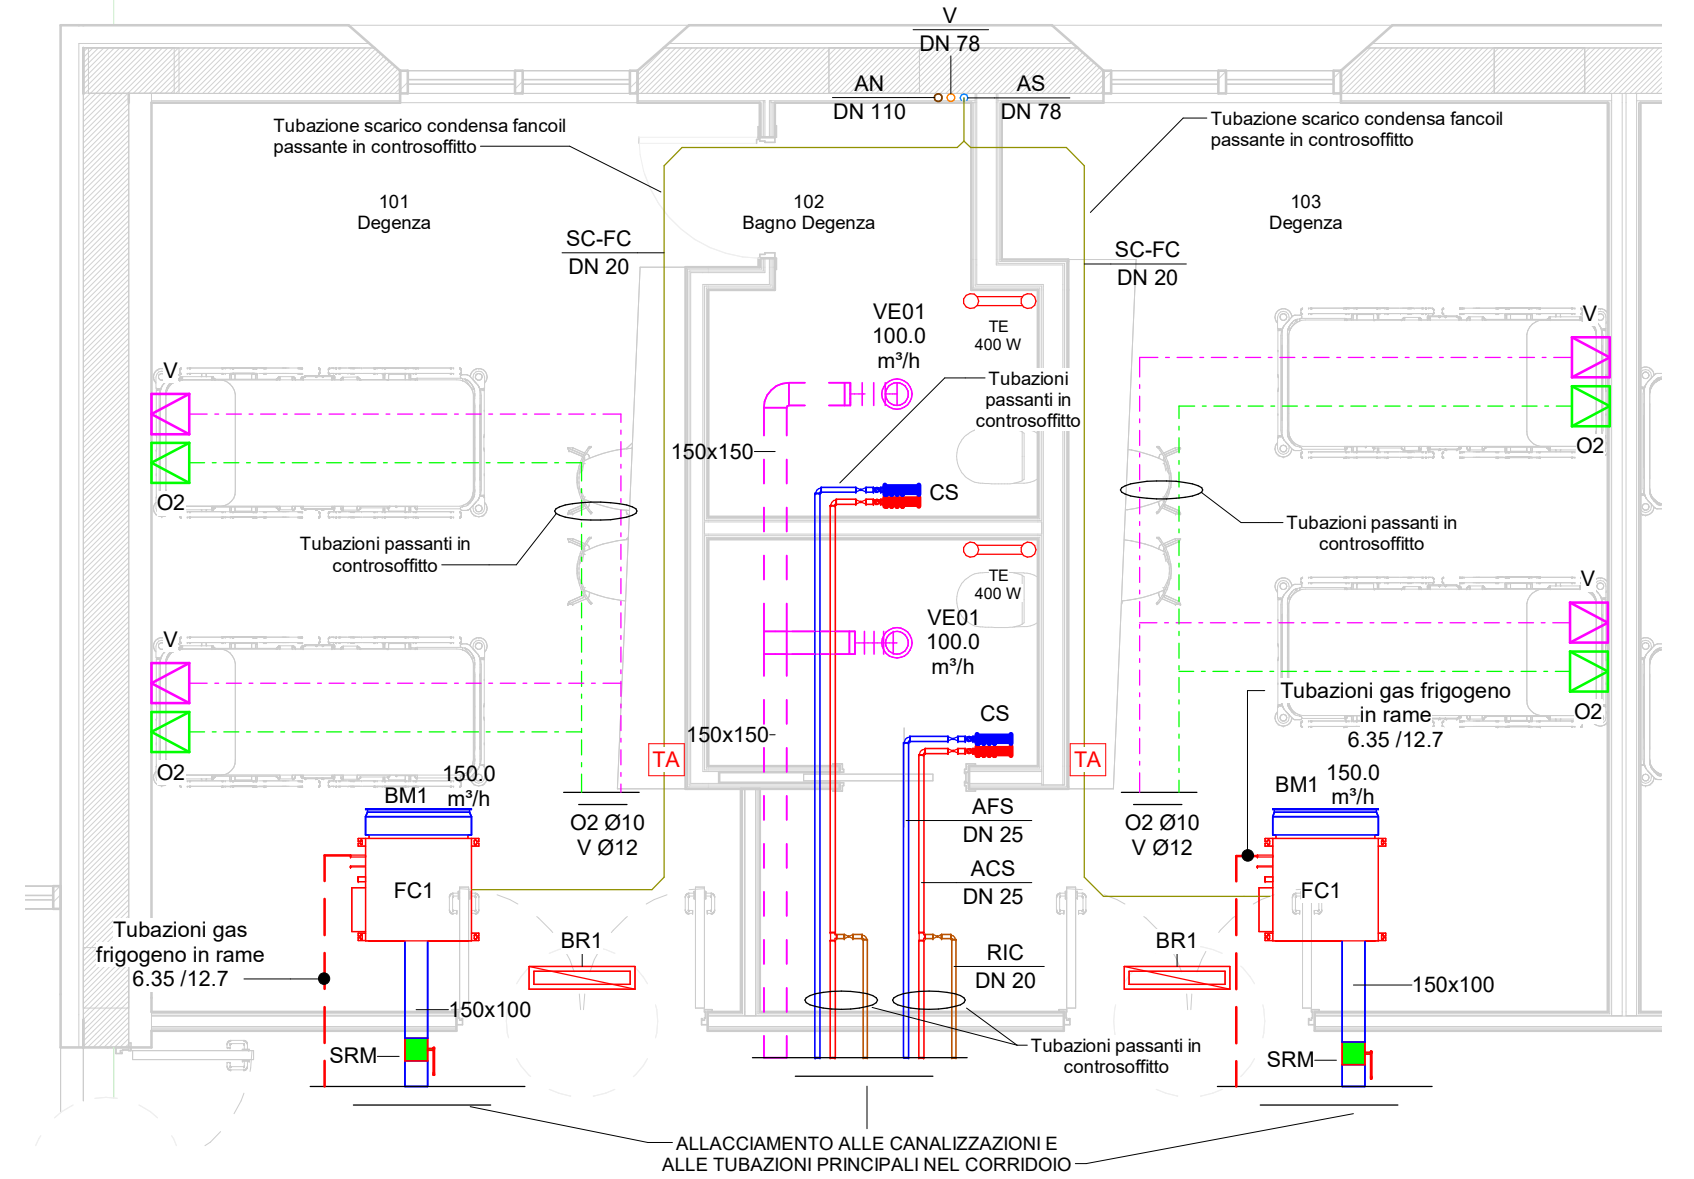 V
DN 78
AN
DN 110
AS
DN 78
Tubazione scarico condensa fancoil
passante in controsoffitto
Tubazione scarico condensa fancoil
passante in controsoffitto
101
Degenza
102
Bagno Degenza
103
Degenza
SC-FC
DN 20
SC-FC
DN 20
VE01
100.0
m³/h
TE
400 W
Tubazioni
passanti in
controsoffitto
V
O2
V
O2
150x150
CS
Tubazioni passanti in
controsoffitto
Tubazioni passanti in
controsoffitto
TE
400 W
VE01
100.0
m³/h
V
O2
V
O2
Tubazioni gas frigogeno
in rame
6.35 /12.7
150x150
CS
TA
TA
150.0
m³/h
BM1
FC1
O2 Ø10
V Ø12
AFS
DN 25
ACS
DN 25
RIC
DN 20
O2 Ø10
V Ø12
BM1
150.0
m³/h
FC1
Tubazioni gas
frigogeno in rame
6.35 /12.7
BR1
BR1
150x100
150x100
SRM
SRM
Tubazioni passanti in
controsoffitto
ALLACCIAMENTO ALLE CANALIZZAZIONI E
ALLE TUBAZIONI PRINCIPALI NEL CORRIDOIO